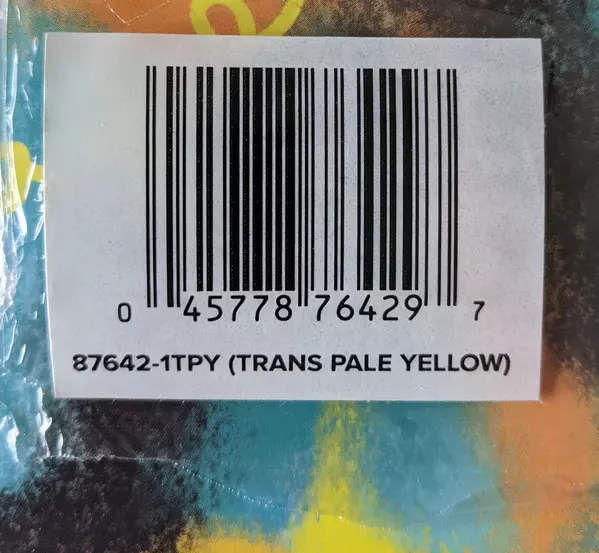 0 45778 76429 7
87642-1TPY (TRANS PALE YELLOW)